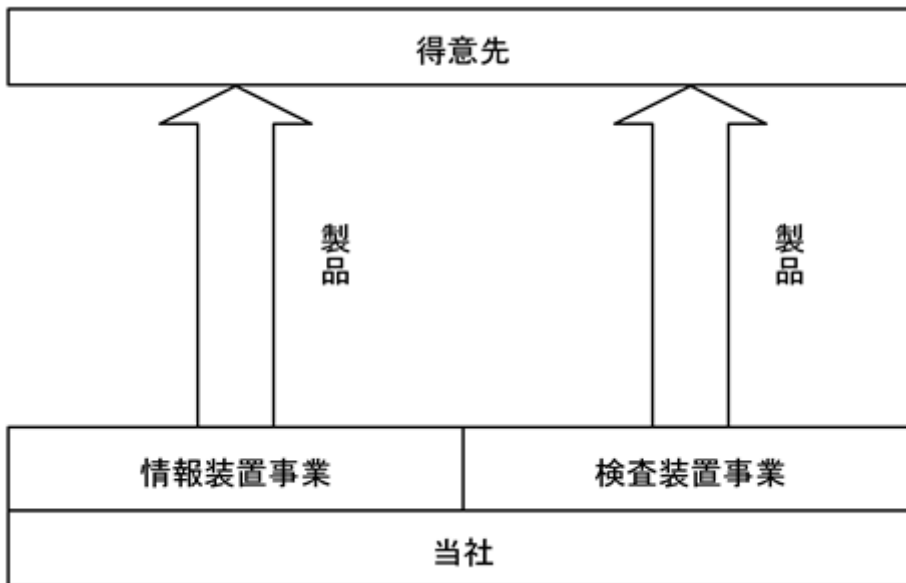 得意先
製品
製品
情報装置事業
検査装置事業
当社